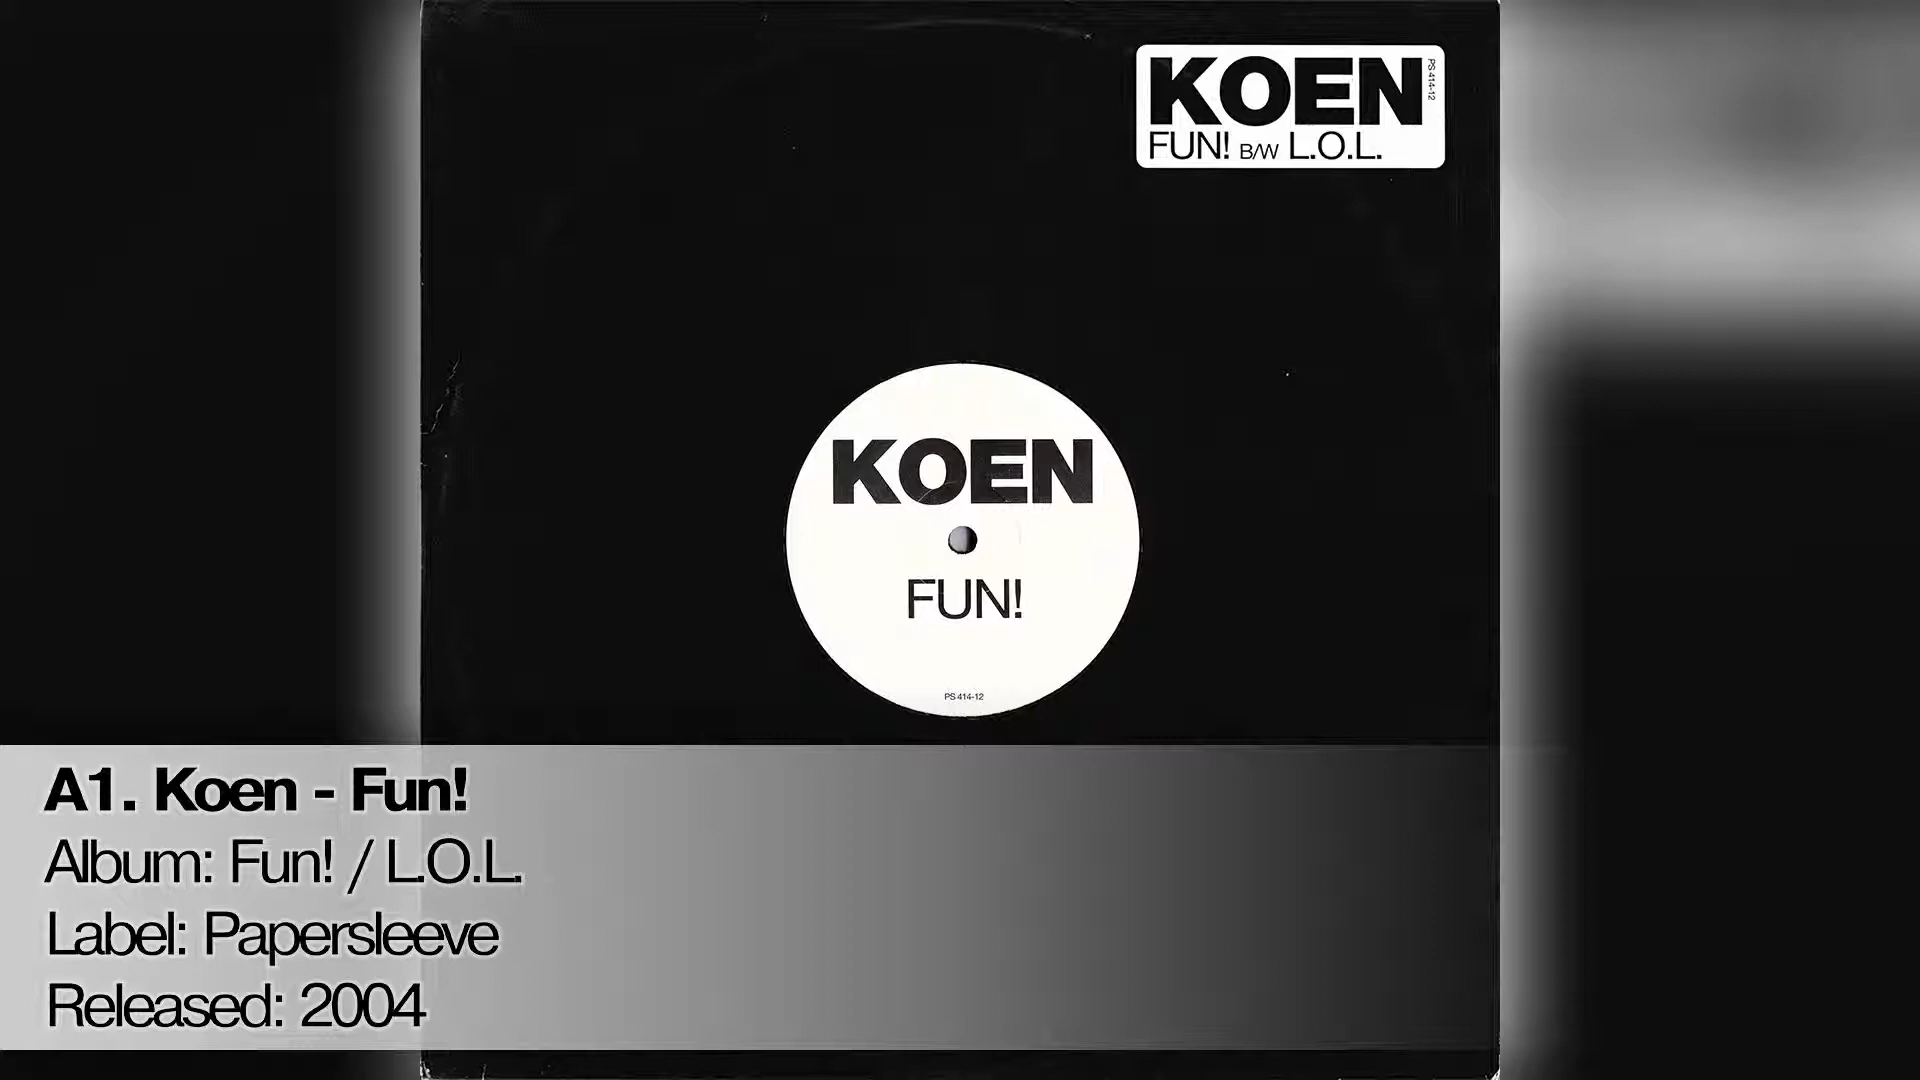 KOEN
PS 414-12
FUN! B/W L.O.L.
KOEN
FUN!
PS 414-12
A1. Koen - Fun!
Album: Fun! / L.O.L.
Label: Papersleeve
Released: 2004